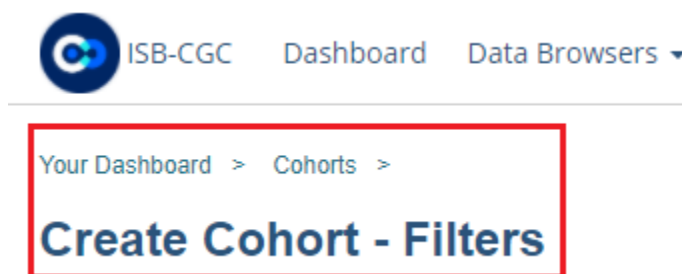 ISB-CGC Dashboard Data Browsers
Your Dashboard > Cohorts >
Create Cohort - Filters